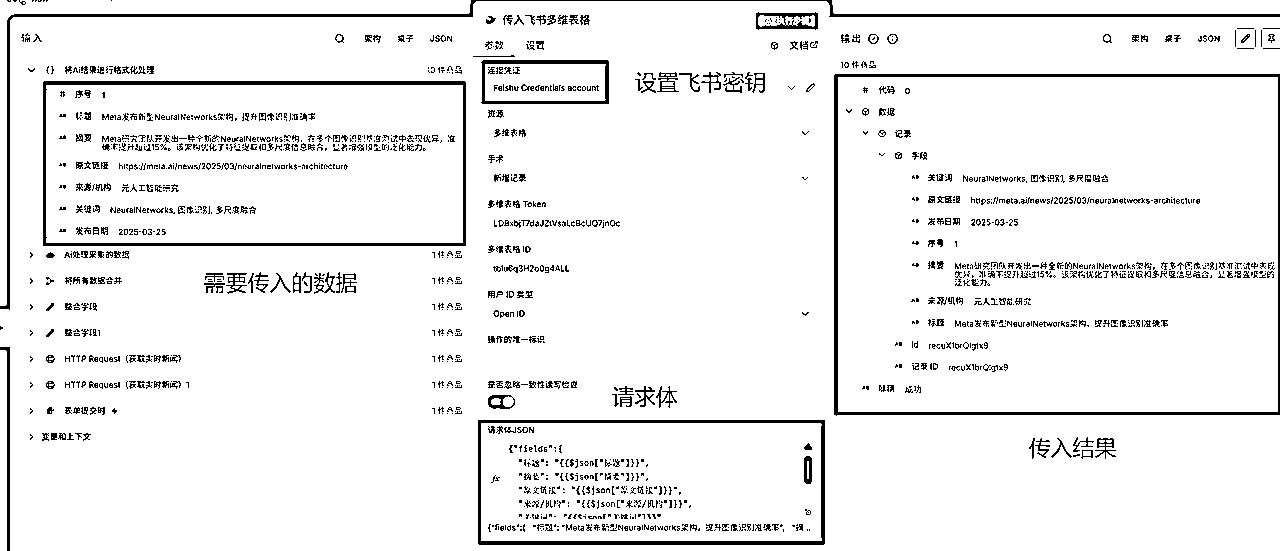 输入
架构
桌子
JSON
{} 将AI结果进行格式化处理
10 件商品
# 序号 1
标题 Meta发布新型NeuralNetworks架构，提升图像识别准确率
摘要 Meta研究团队开发出一种全新的NeuralNetworks架构，在多个图像识别基准测试中表现优异，准
确率提升超过15%。该架构优化了特征提取和多尺度信息融合，显著增强模型的泛化能力。
原文链接 https://meta.ai/news/2025/03/neuralnetworks-architecture
来源/机构 元人工智能研究
关键词 NeuralNetworks, 图像识别, 多尺度融合
发布日期 2025-03-25
AI处理采集的数据
1 件商品
将所有数据合并
1 件商品
整合字段
1 件商品
整合字段1
1 件商品
HTTP Request（获取实时新闻）
1 件商品
HTTP Request（获取实时新闻）1
1 件商品
表单提交时
1 件商品
变量和上下文
需要传入的数据
传入飞书多维表格
参数
设置
文档
连接凭证
Feishu Credentials account
设置飞书密钥
资源
多维表格
手术
新增记录
多维表格 Token
多维表格 ID
用户 ID 类型
Open ID
操作的唯一标识
是否忽略一致性读写检查
请求体
请求体JSON
{"fields":{
"标题": "{{$json["标题"]}}",
"摘要": "{{$json["摘要"]}}",
"原文链接": "{{$json["原文链接"]}}",
"来源/机构": "{{$json["来源/机构"]}}",
"关键词": "{{$json["关键词"]}}"
{"fields":{ "标题": "Meta发布新型NeuralNetworks架构，提升图像识别准确率", "摘...
输出
架构
桌子
JSON
10 件商品
# 代码 0
数据
记录
字段
关键词 NeuralNetworks, 图像识别, 多尺度融合
原文链接 https://meta.ai/news/2025/03/neuralnetworks-architecture
发布日期 2025-03-25
序号 1
摘要 Meta研究团队开发出一种全新的NeuralNetworks架构，在多个图像识别基准测试中表现
优异，准确率提升超过15%。该架构优化了特征提取和多尺度信息融合，显著增强模型的
泛化能力。
来源/机构 元人工智能研究
标题 Meta发布新型NeuralNetworks架构，提升图像识别准确率
id recuX1brQigtx9
记录 ID recuX1brQigtx9
成功
传入结果